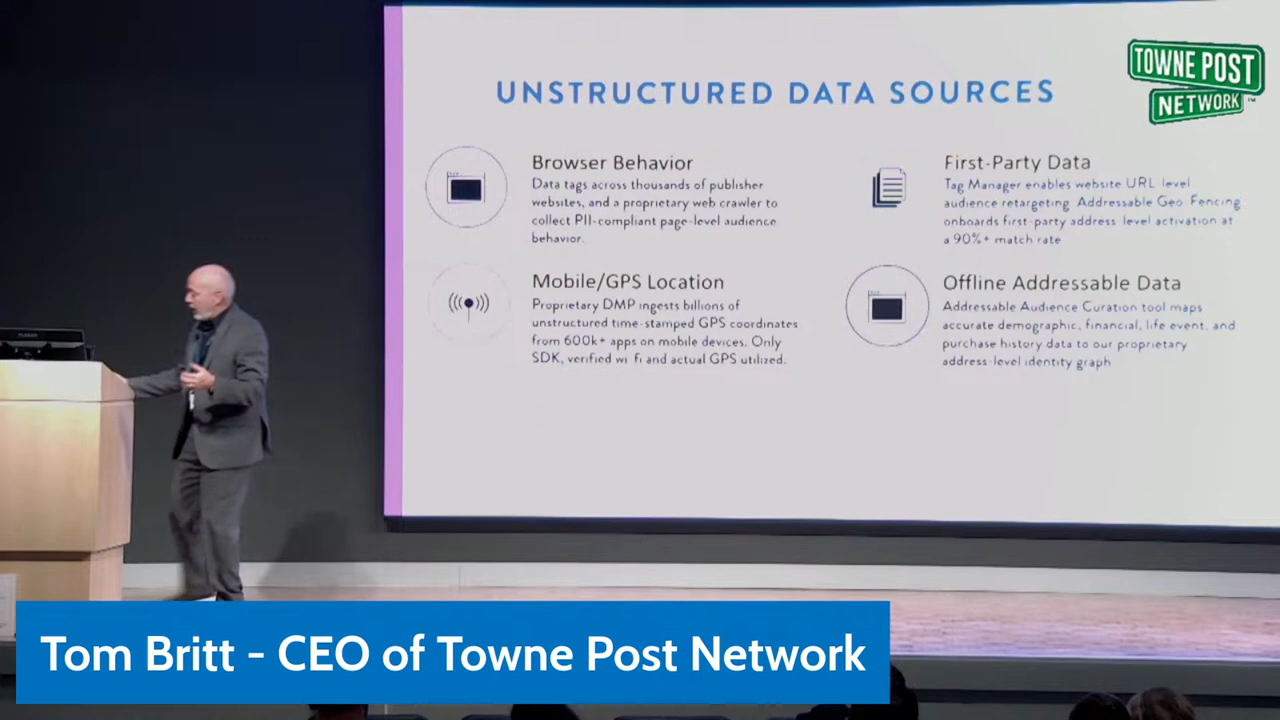 UNSTRUCTURED DATA SOURCES
TOWNE POST
NETWORK™
Browser Behavior
Data tags across thousands of publisher
websites, and a proprietary web crawler to
collect PII-compliant page-level audience
behavior.
First-Party Data
Tag Manager enables website URL level
audience retargeting. Addressable Geo-Fencing
onboards first-party address level activation at
a 90%+ match rate
Mobile/GPS Location
Proprietary DMP ingests billions of
unstructured time-stamped GPS coordinates
from 600k+ apps on mobile devices. Only
SDK, verified wi-fi and actual GPS utilized.
Offline Addressable Data
Addressable Audience Curation tool maps
accurate demographic, financial, life event, and
purchase history data to our proprietary
address-level identity graph
Tom Britt - CEO of Towne Post Network